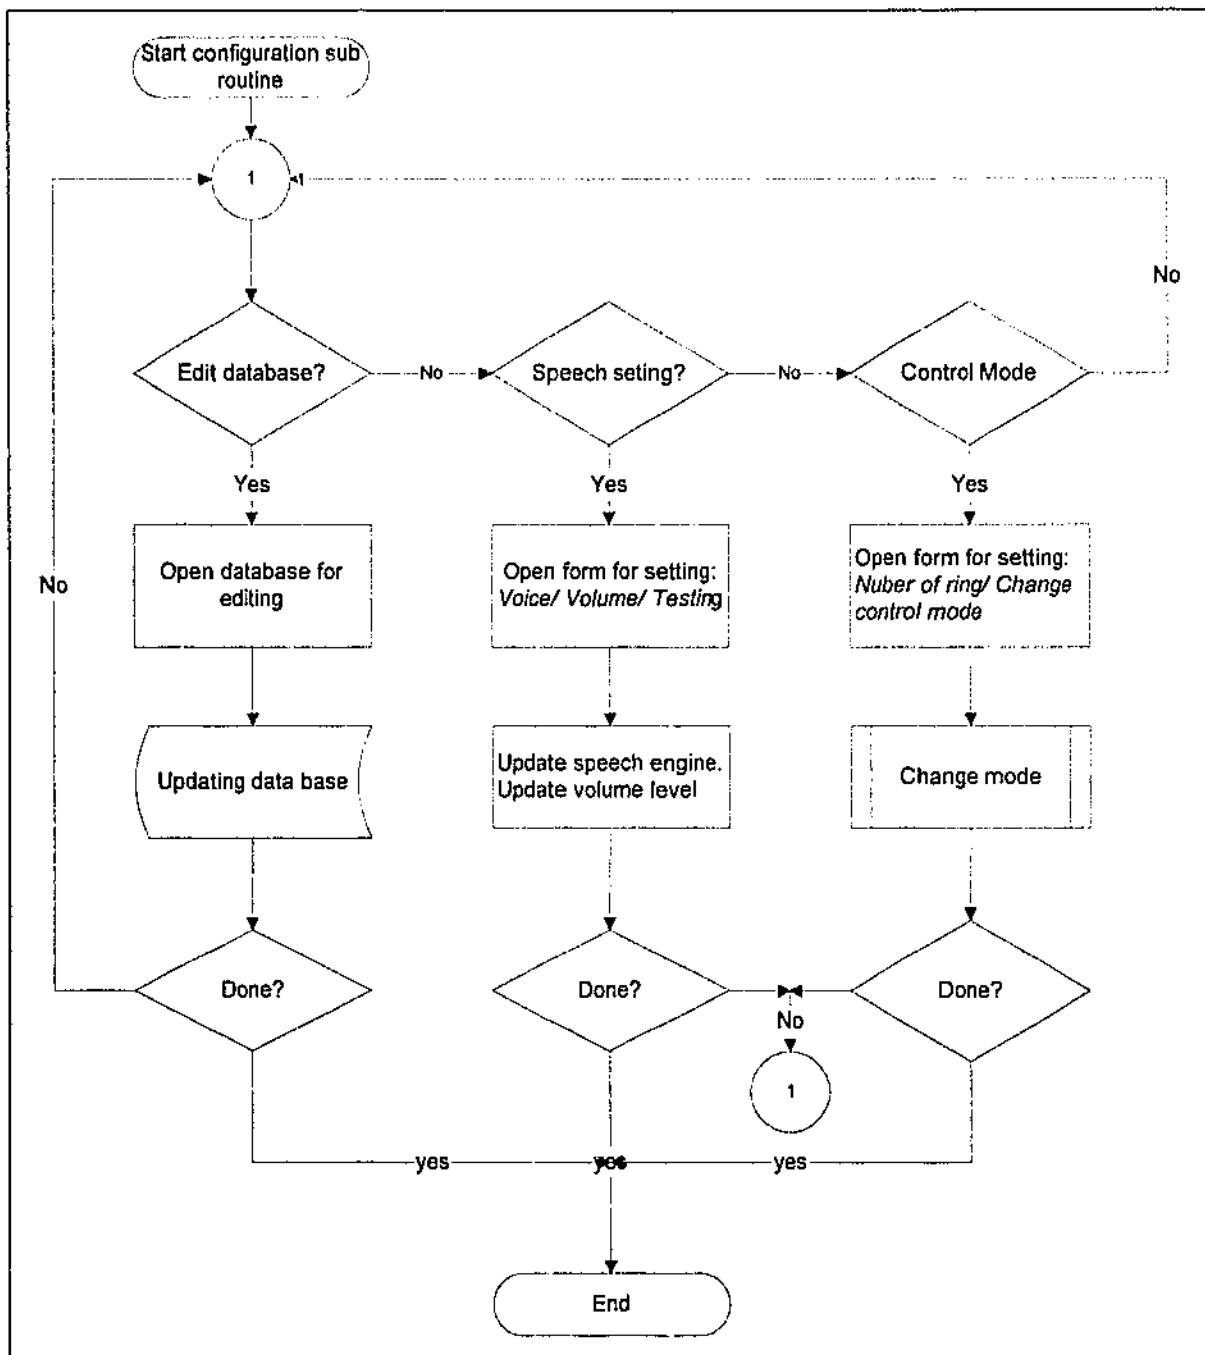 Start configuration sub
routine
1
No
Edit database?
No
Speech seting?
No
Control Mode
Yes
Yes
Yes
No
Open database for
editing
Open form for setting:
Voice/ Volume/ Testing
Open form for setting:
Nuber of ring/ Change
control mode
Updating data base
Update speech engine.
Update volume level
Change mode
Done?
Done?
Done?
No
1
yes
yes
yes
End